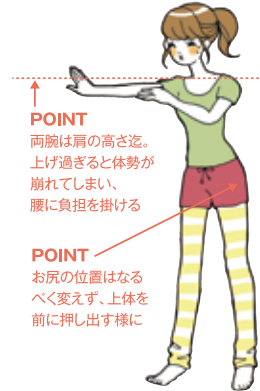 POINT
両腕は肩の高さ迄。
上げ過ぎると体勢が
崩れてしまい、
腰に負担を掛ける
POINT
お尻の位置はなる
べく変えず、上体を
前に押し出す様に